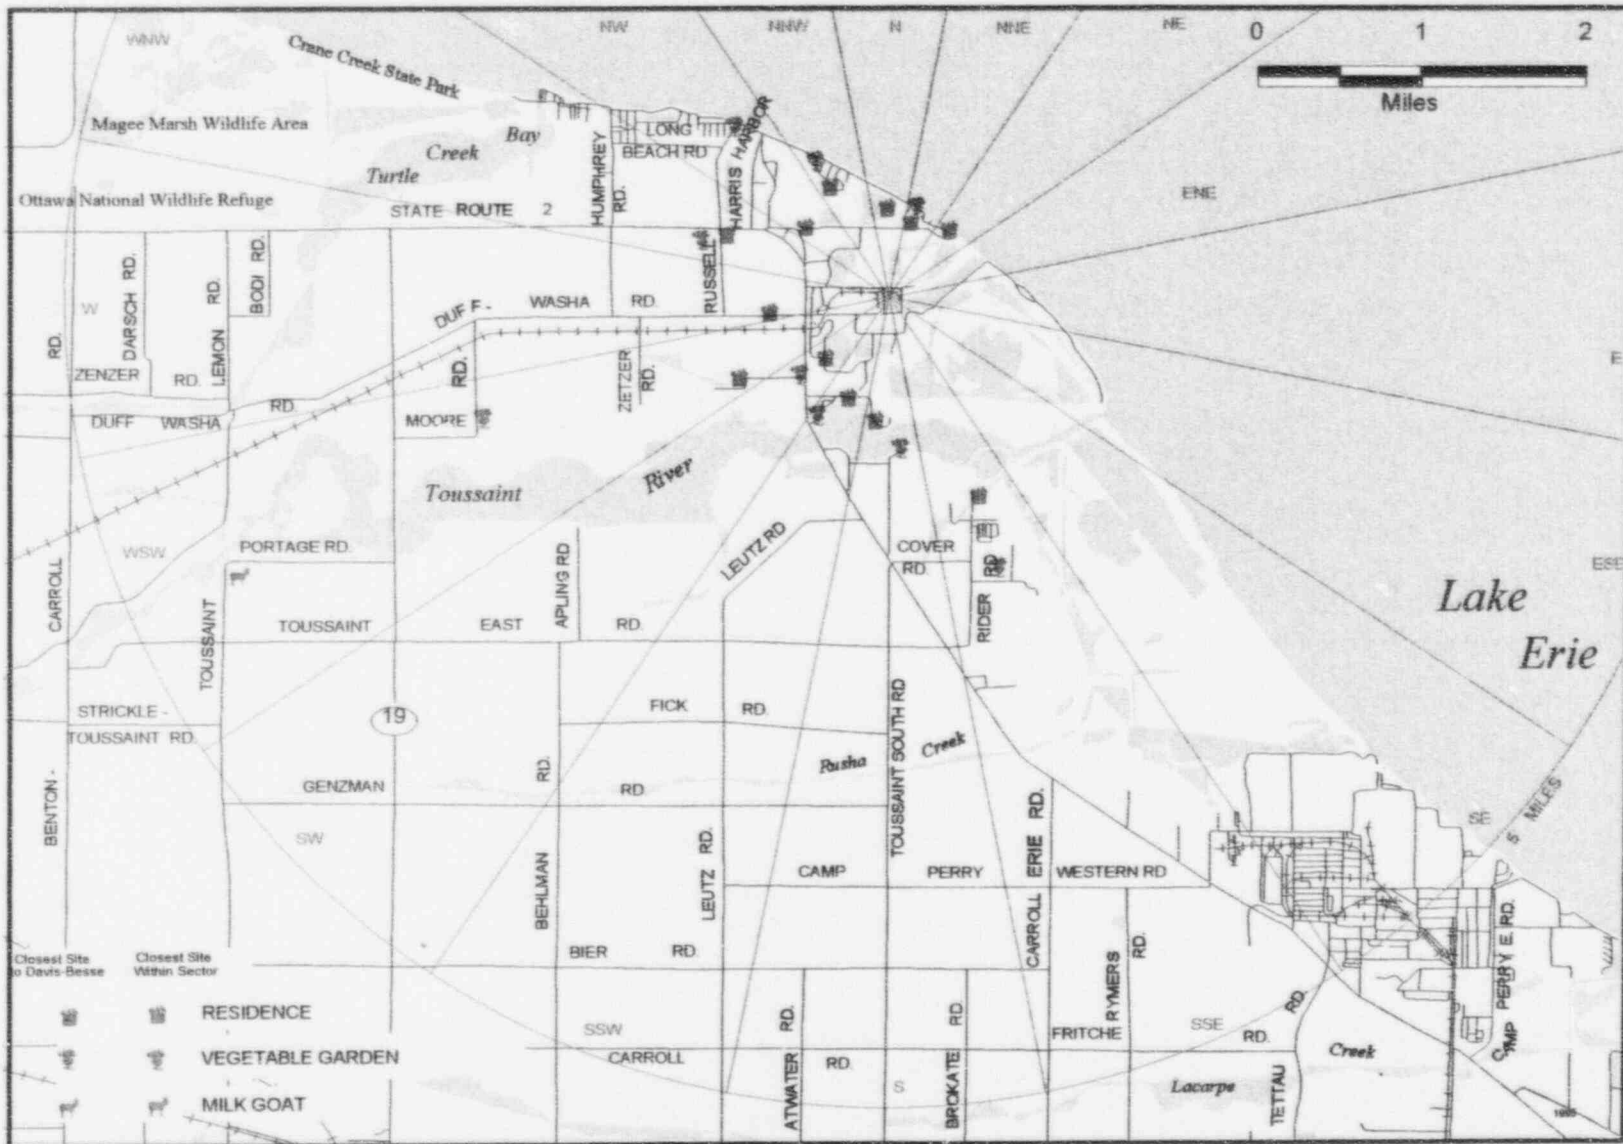 NW
NNW
N
NNE
NE
0 1 2
Miles
WNW
Crane Creek State Park
Magee Marsh Wildlife Area
Turtle Creek Bay
HUMPHREY RD.
LONG BEACH RD
HARRIS HARBOR
Ottawa National Wildlife Refuge
STATE ROUTE 2
ENE
W
RD.
DARSCH RD.
LEMON RD.
BODI RD.
DUFF - WASHA RD.
RUSSELL
E
ZENZER RD.
DUFF WASHA RD.
MOORE RD.
ZETZER RD.
Toussaint River
WSW
PORTAGE RD.
APLING RD
LEUTZ RD
COVER RD.
RIDER RD
ESE
CARROLL
TOUSSAINT
TOUSSAINT EAST RD.
Lake Erie
STRICKLE -
TOUSSAINT RD.
19
FICK RD.
TOUSSAINT SOUTH RD
Rusha Creek
BENTON -
GENZMAN RD.
BEHLMAN RD.
SW
LEUTZ RD.
CARROLL ERIE RD.
SE
5 MILES
CAMP PERRY WESTERN RD
BIER RD.
RYMERS RD.
CAMP PERRY E. RD.
Closest Site
to Davis-Besse
Closest Site
Within Sector
RESIDENCE
VEGETABLE GARDEN
MILK GOAT
SSW
CARROLL RD.
ATWATER RD.
S
BROKATE RD.
FRITCHE RD.
SSE
TETTAU RD.
Lacarpe Creek